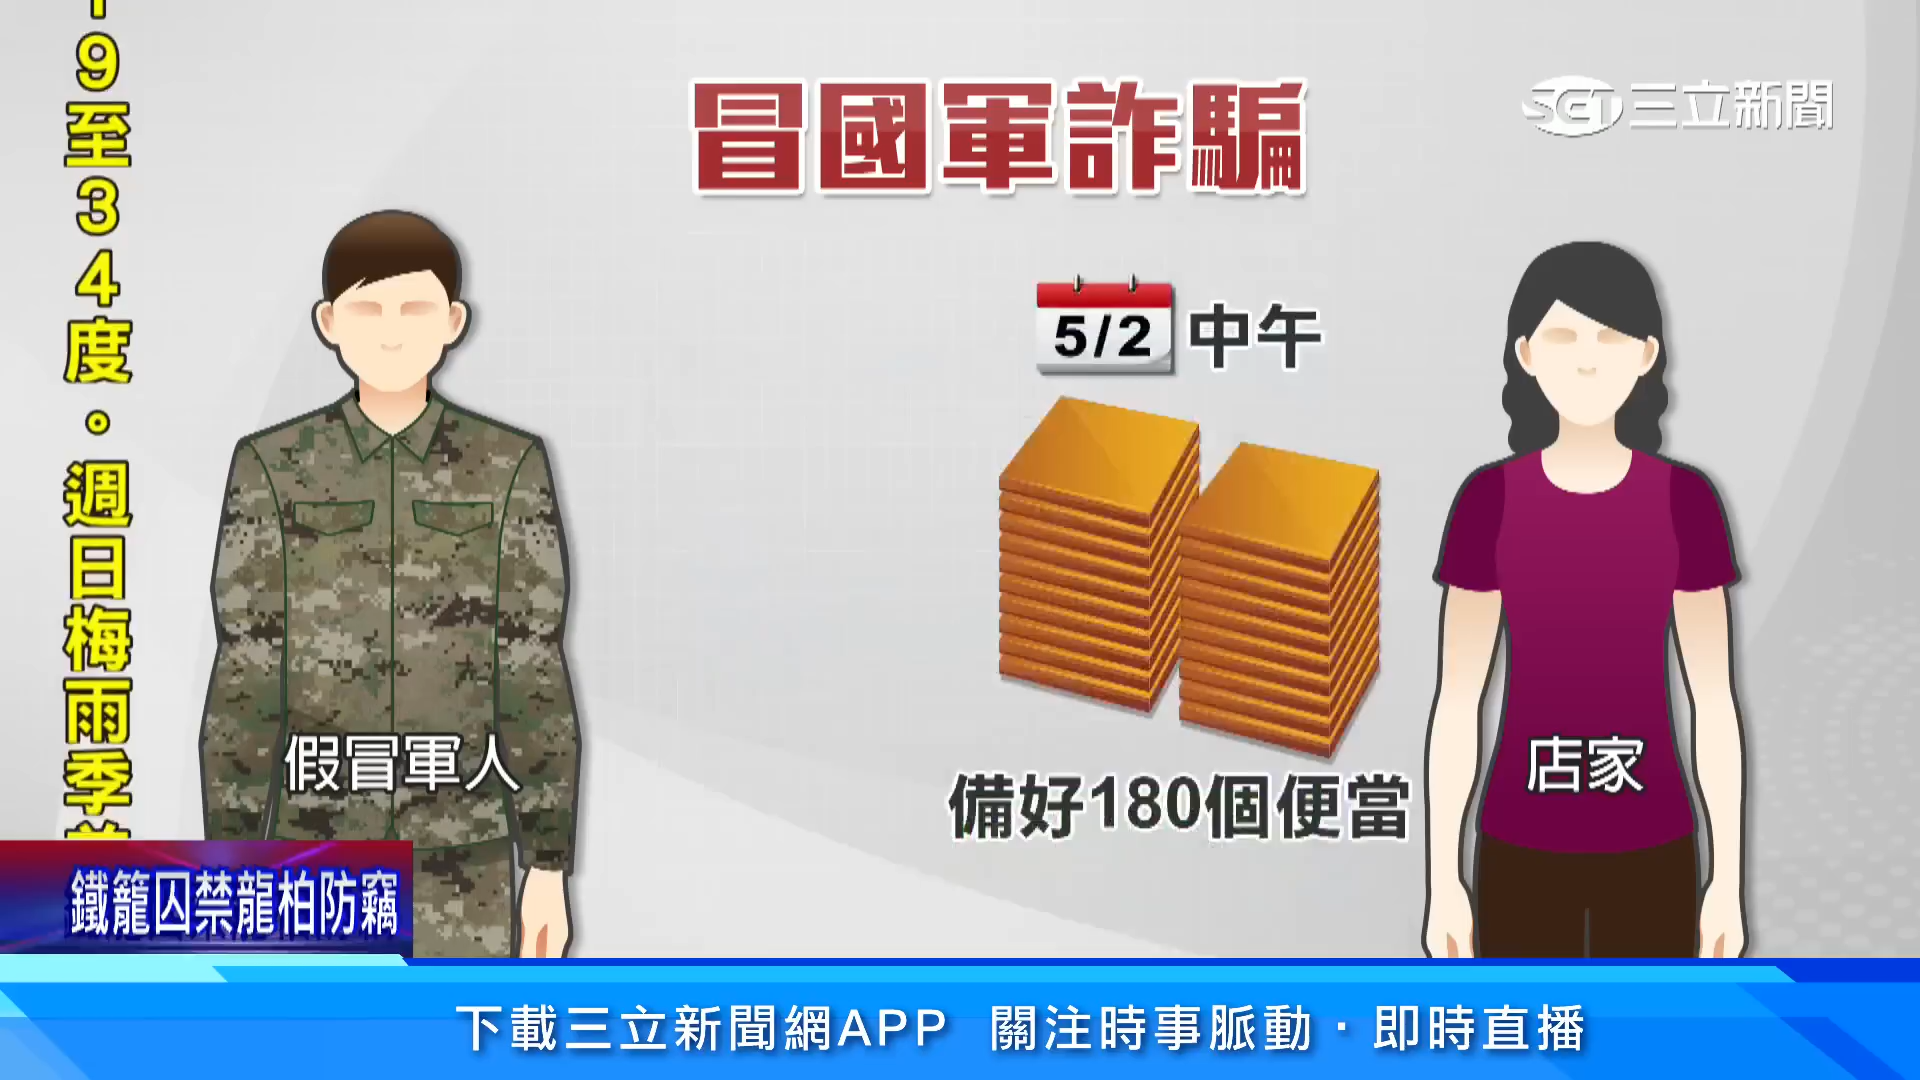 9至34度。週日梅雨季
冒國軍詐騙
SET三立新聞
5/2 中午
備好180個便當
假冒軍人
店家
鐵籠囚禁龍柏防竊
下載三立新聞網APP 關注時事脈動·即時直播